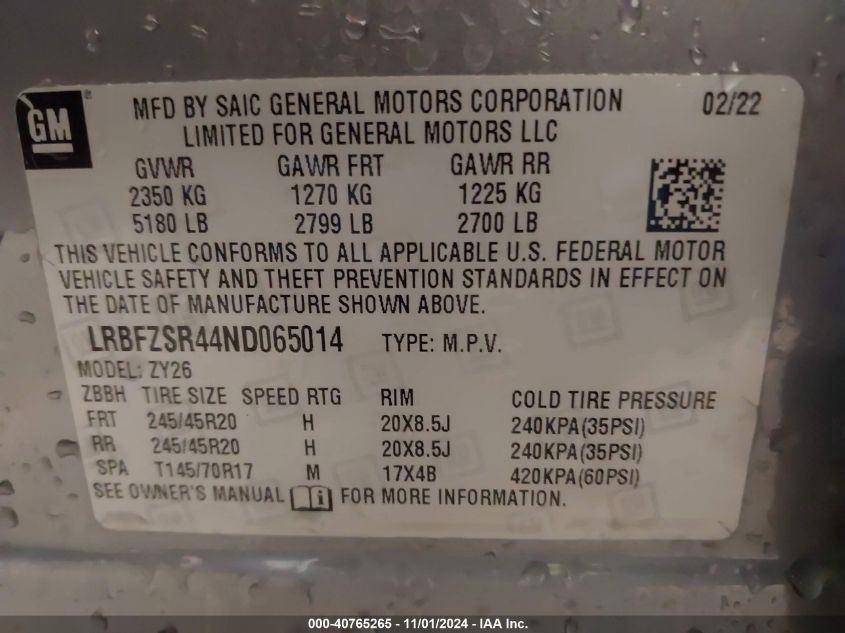 GM
MFD BY SAIC GENERAL MOTORS CORPORATION 02/22
LIMITED FOR GENERAL MOTORS LLC
GVWR GAWR FRT GAWR RR
2350 KG 1270 KG 1225 KG
5180 LB 2799 LB 2700 LB
THIS VEHICLE CONFORMS TO ALL APPLICABLE U.S. FEDERAL MOTOR
VEHICLE SAFETY AND THEFT PREVENTION STANDARDS IN EFFECT ON
THE DATE OF MANUFACTURE SHOWN ABOVE.
LRBFZSR44ND065014 TYPE: M.P.V.
MODEL: ZY26
ZBBH TIRE SIZE SPEED RTG RIM COLD TIRE PRESSURE
FRT 245/45R20 H 20X8.5J 240KPA(35PSI)
RR 245/45R20 H 20X8.5J 240KPA(35PSI)
SPA T145/70R17 M 17X4B 420KPA(60PSI)
SEE OWNER'S MANUAL i FOR MORE INFORMATION.
000-40765265 - 11/01/2024 - IAA Inc.